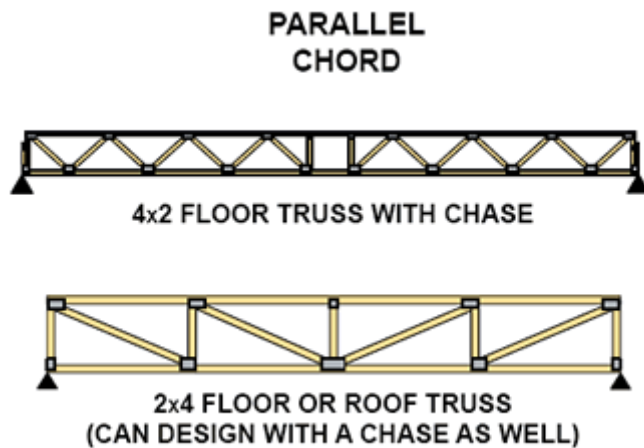 PARALLEL
CHORD
4x2 FLOOR TRUSS WITH CHASE
2x4 FLOOR OR ROOF TRUSS
(CAN DESIGN WITH A CHASE AS WELL)